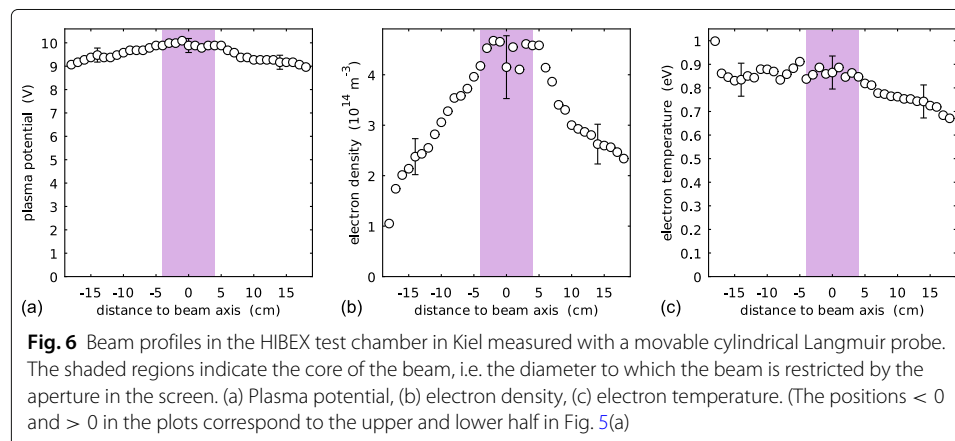 10
9
8
7
6
5
4
3
2
1
0
plasma potential (V)
-15 -10 -5 0 5 10 15
(a) distance to beam axis (cm)
4
2
1
0
electron density (10^14 m^-3)
-15 -10 -5 0 5 10 15
(b) distance to beam axis (cm)
1
0.9
0.8
0.7
0.6
0.5
0.4
0.3
0.2
0.1
0
electron temperature (eV)
-15 -10 -5 0 5 10 15
(c) distance to beam axis (cm)
Fig. 6 Beam profiles in the HIBEX test chamber in Kiel measured with a movable cylindrical Langmuir probe.
The shaded regions indicate the core of the beam, i.e. the diameter to which the beam is restricted by the
aperture in the screen. (a) Plasma potential, (b) electron density, (c) electron temperature. (The positions < 0
and > 0 in the plots correspond to the upper and lower half in Fig. 5(a)